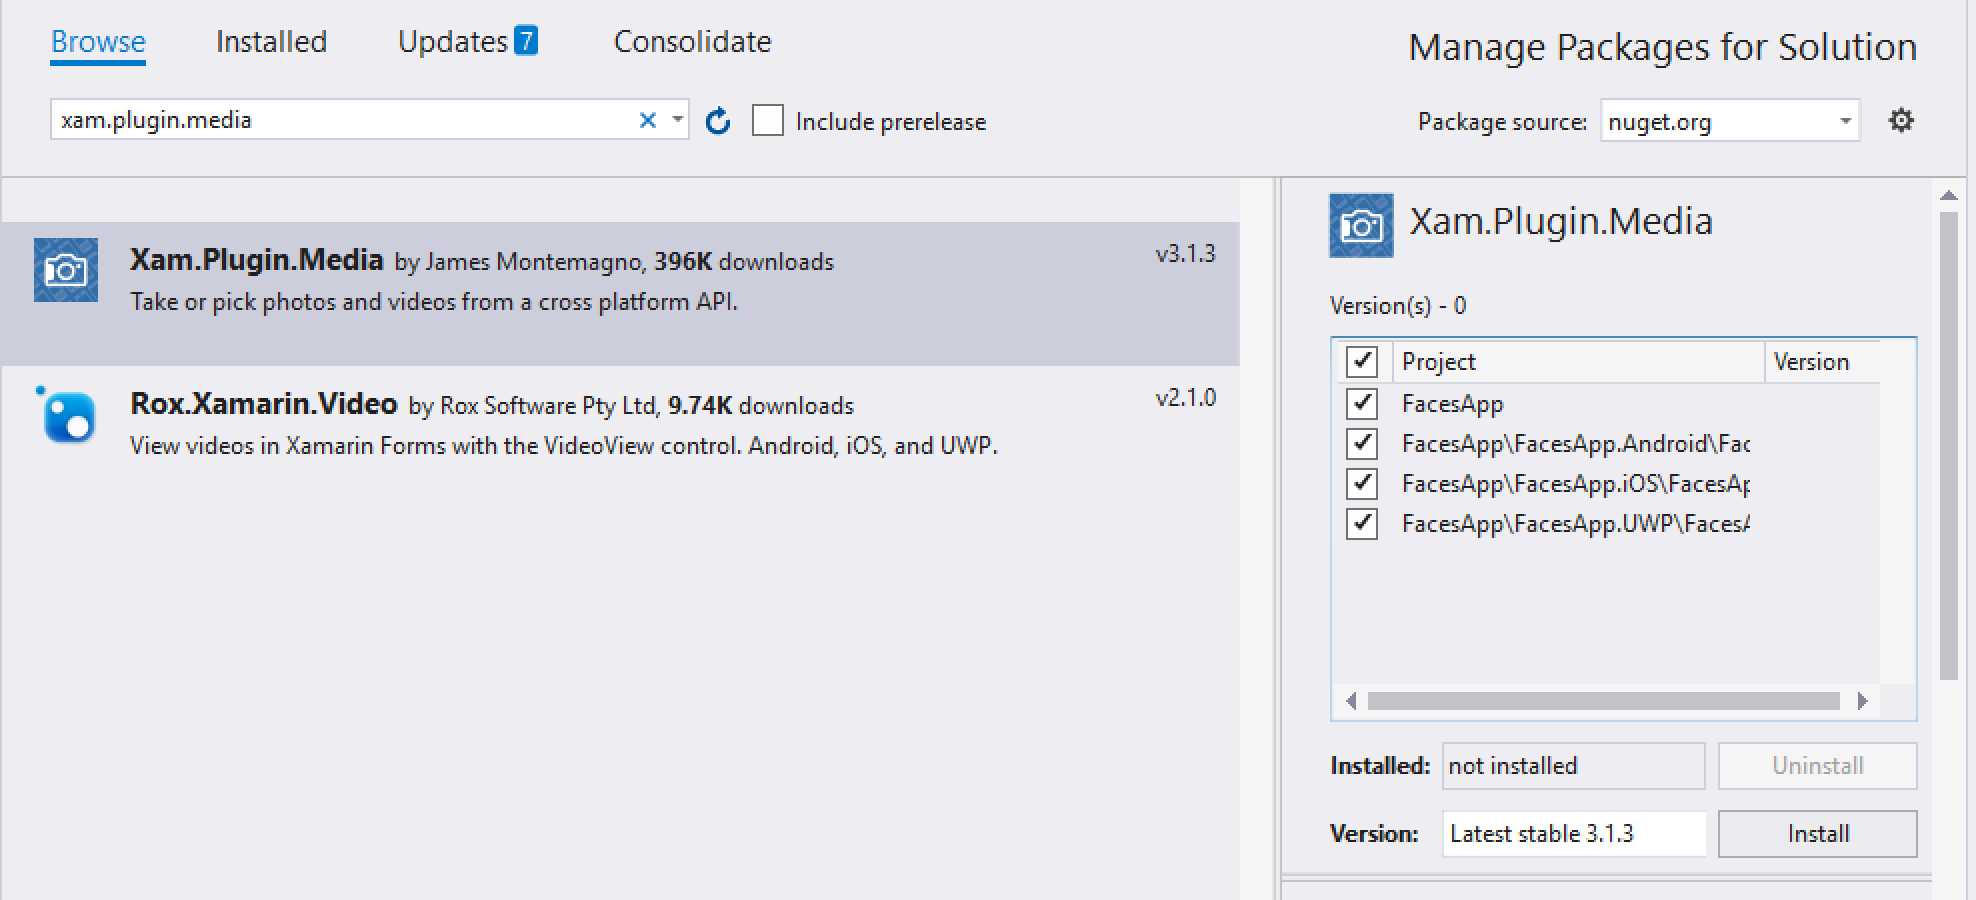 Browse Installed Updates 7 Consolidate
Manage Packages for Solution
xam.plugin.media
Include prerelease
Package source: nuget.org
Xam.Plugin.Media by James Montemagno, 396K downloads
v3.1.3
Take or pick photos and videos from a cross platform API.
Rox.Xamarin.Video by Rox Software Pty Ltd, 9.74K downloads
v2.1.0
View videos in Xamarin Forms with the VideoView control. Android, iOS, and UWP.
Xam.Plugin.Media
Version(s) - 0
Project Version
FacesApp
FacesApp\FacesApp.Android\Fac
FacesApp\FacesApp.iOS\FacesAp
FacesApp\FacesApp.UWP\FacesA
Installed: not installed Uninstall
Version: Latest stable 3.1.3 Install